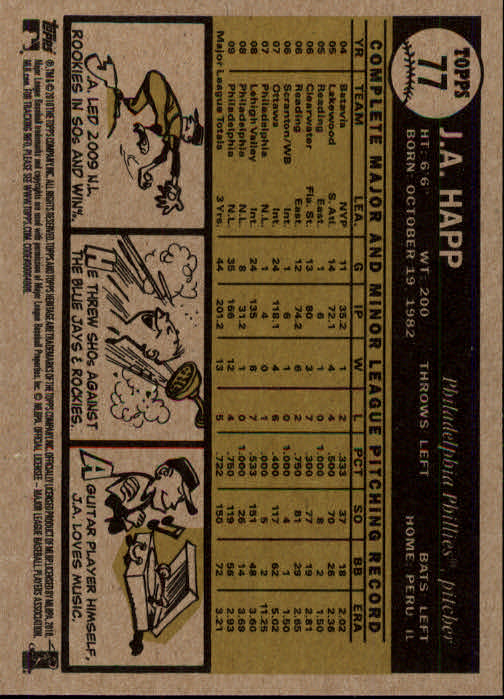 TOPPS
77
J.A. HAPP
Philadelphia Phillies™, pitcher
HT: 6'6" WT: 200 THROWS: LEFT BATS: LEFT
BORN: OCTOBER 19, 1982 HOME: PERU, IL
COMPLETE MAJOR AND MINOR LEAGUE PITCHING RECORD
YR TEAM LEA. G IP W L PCT SO BB ERA
04 Batavia NYP 11 35.2 1 2 .333 37 18 2.02
05 Lakewood S. Atl. 14 72.1 4 4 .500 70 26 2.36
05 Reading East. 1 6 1 0 1.000 8 2 1.50
06 Clearwater Fla. St. 13 80 3 7 .300 77 19 2.81
06 Reading East. 12 74.2 6 2 .750 81 29 2.65
06 Scranton/WB Int. 1 6 1 0 1.000 4 1 1.50
07 Ottawa Int. 24 118.1 4 6 .400 117 62 5.02
07 Philadelphia N.L. 1 4 0 1 .000 5 2 11.25
08 Lehigh Valley Int. 24 135 8 7 .533 151 48 3.60
08 Philadelphia N.L. 8 31.2 1 0 1.000 26 14 3.69
09 Philadelphia N.L. 35 166 12 4 .750 119 56 2.93
Major League Totals 3 Yrs. 44 201.2 13 5 .722 150 72 3.21
J.A. LED 2009 N.L.
ROOKIES IN SOs AND WIN%.
HE THREW SHOs AGAINST
THE BLUE JAYS & ROCKIES.
A GUITAR PLAYER HIMSELF,
J.A. LOVES MUSIC.
Topps